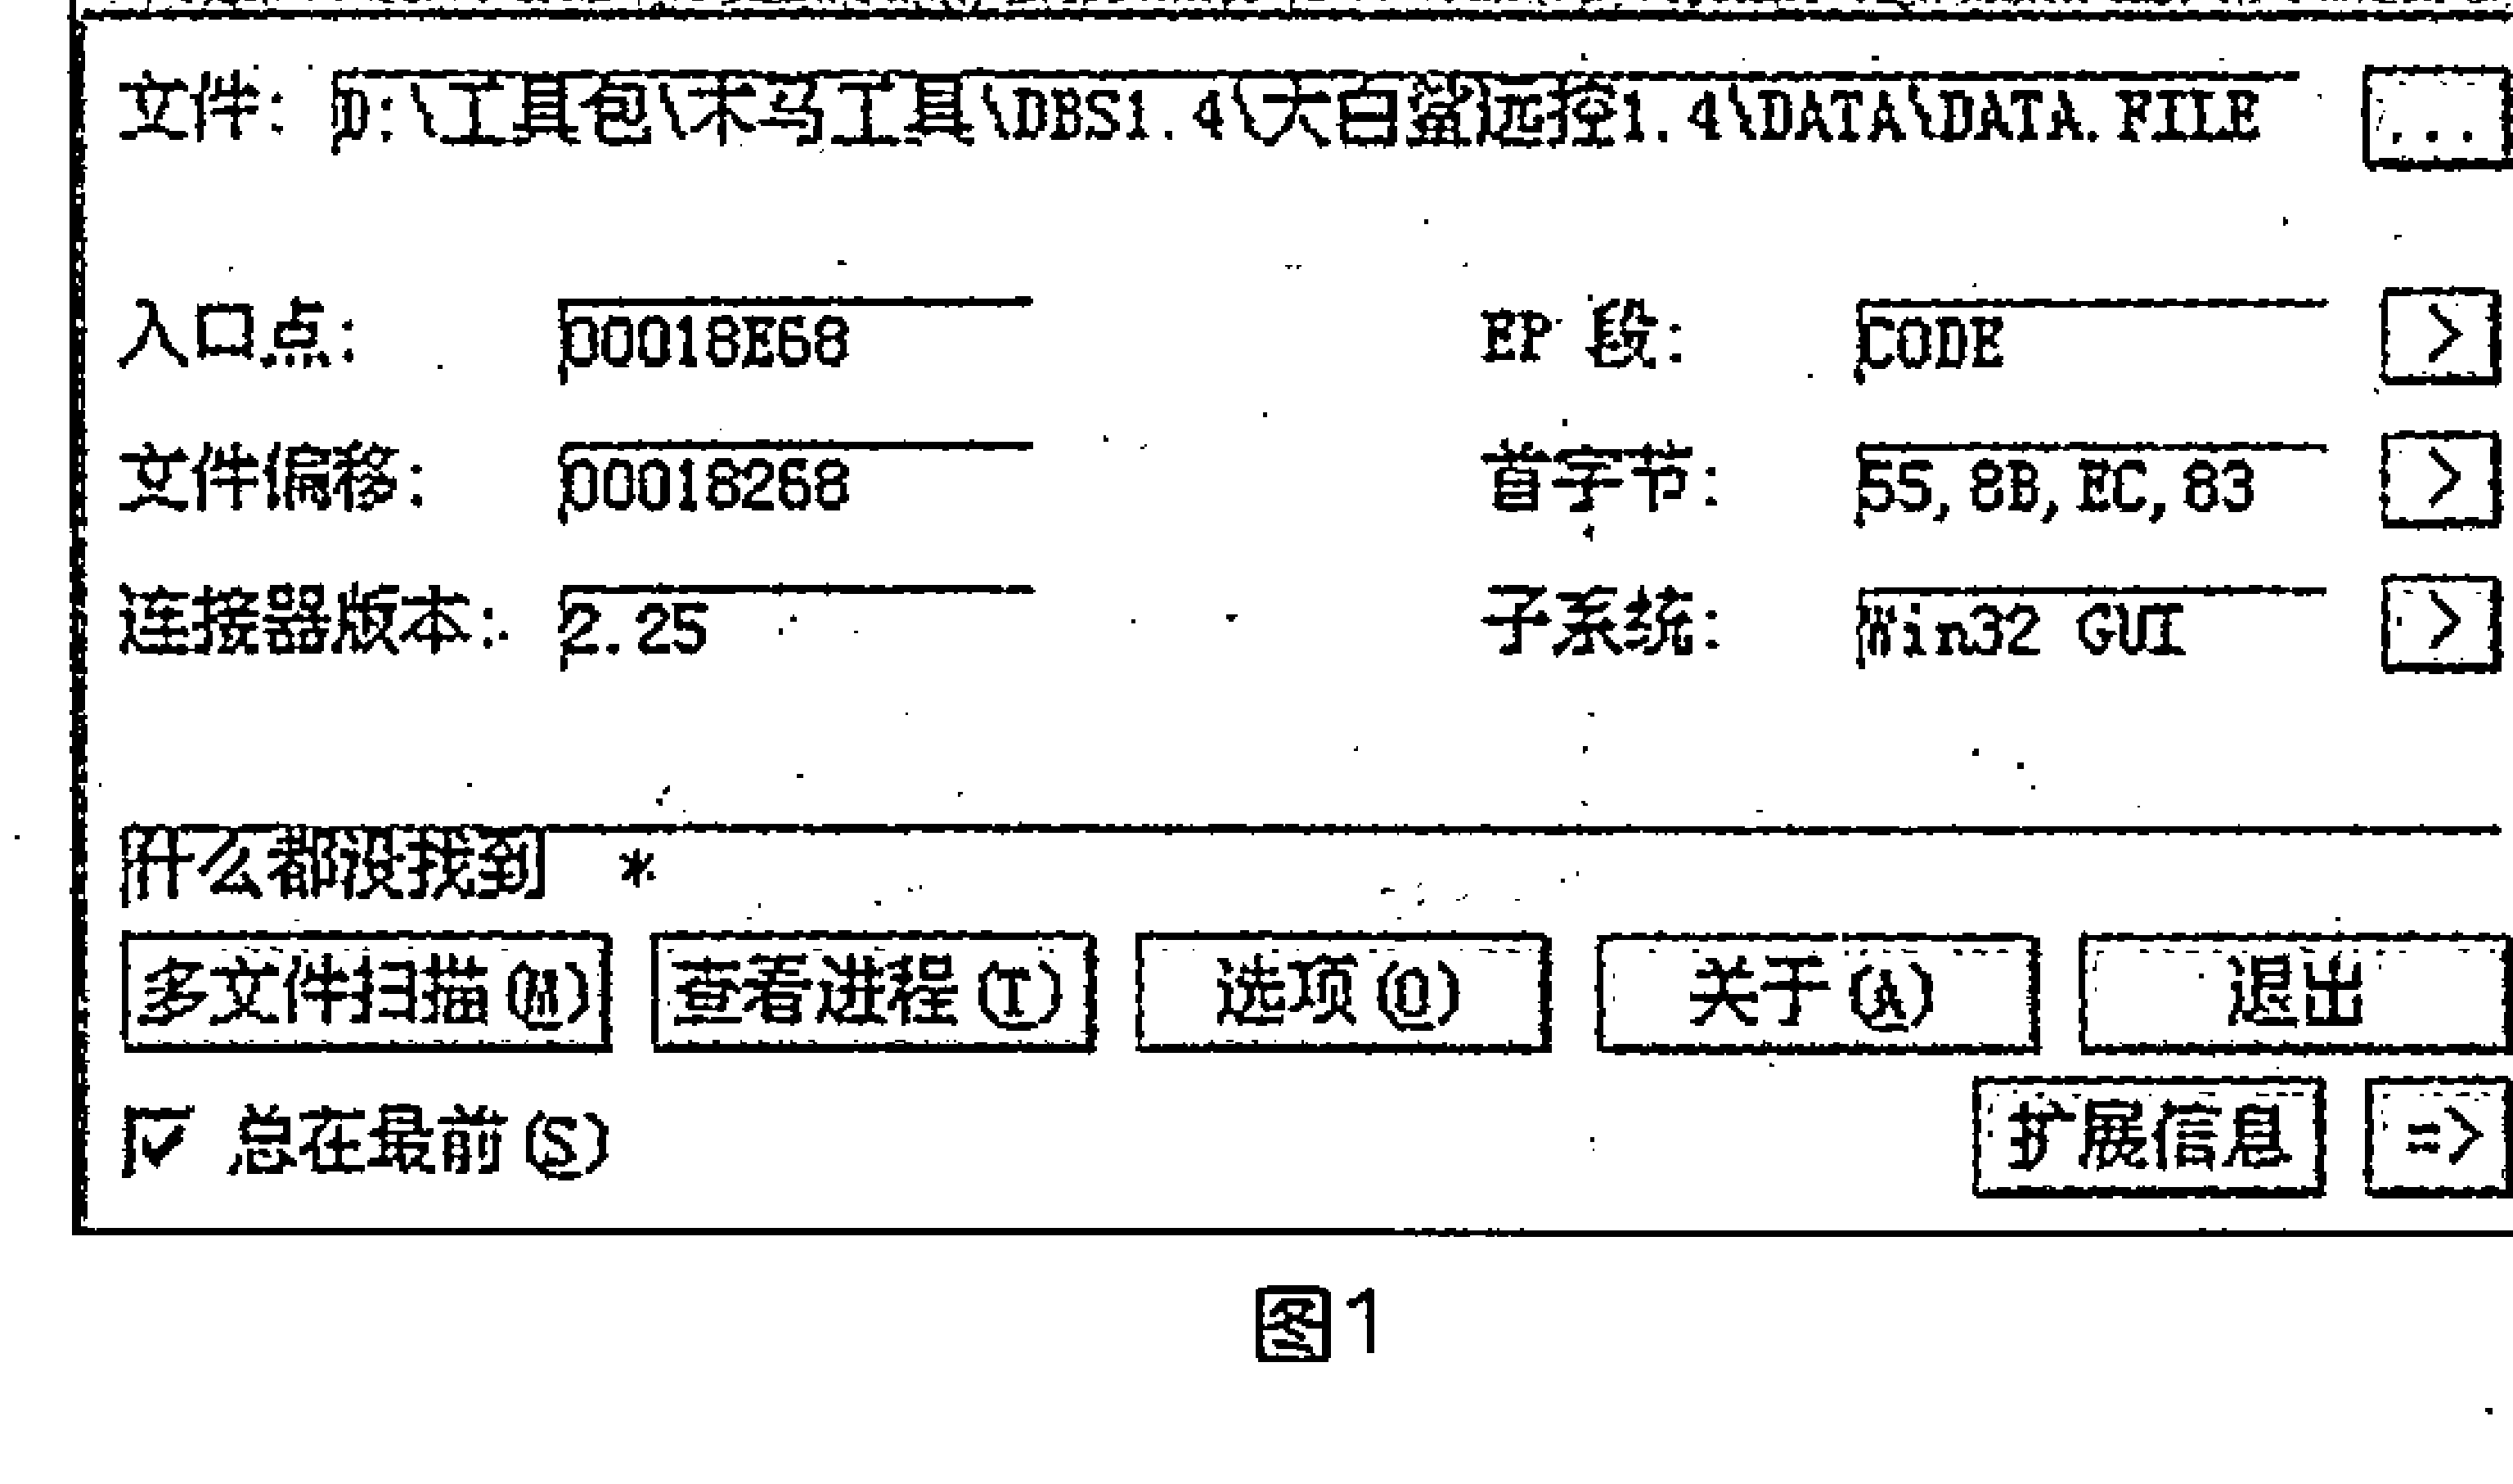 文件: D:\工具包\木马工具\DBS1.4\大白鲨远控1.4\DATA\DATA.FILE ...
入口点: 00018E68 EP 段: CODE >
文件偏移: 00018268 首字节: 55,8B,EC,83 >
连接器版本: 2.25 子系统: Win32 GUI >
什么都没找到 *
多文件扫描(M) 查看进程(T) 选项(O) 关于(A) 退出
总在最前(S) 扩展信息 =>
图1